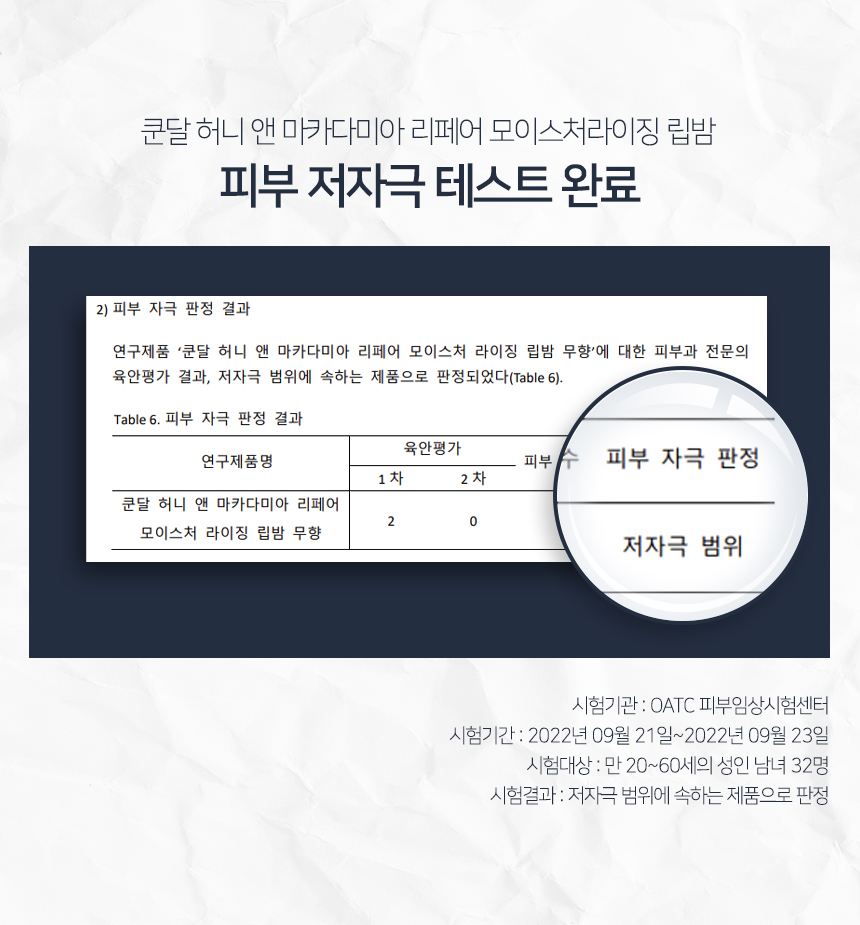 쿤달 허니 앤 마카다미아 리페어 모이스처라이징 립밤
피부 저자극 테스트 완료
2) 피부 자극 판정 결과
연구제품 ‘쿤달 허니 앤 마카다미아 리페어 모이스처 라이징 립밤 무향’에 대한 피부과 전문의
육안평가 결과, 저자극 범위에 속하는 제품으로 판정되었다(Table 6).
Table 6. 피부 자극 판정 결과
연구제품명 육안평가 피부 수 피부 자극 판정
1 차 2 차
쿤달 허니 앤 마카다미아 리페어
모이스처 라이징 립밤 무향 2 0 저자극 범위
시험기관 : OATC 피부임상시험센터
시험기간 : 2022년 09월 21일~2022년 09월 23일
시험대상 : 만 20~60세의 성인 남녀 32명
시험결과 : 저자극 범위에 속하는 제품으로 판정